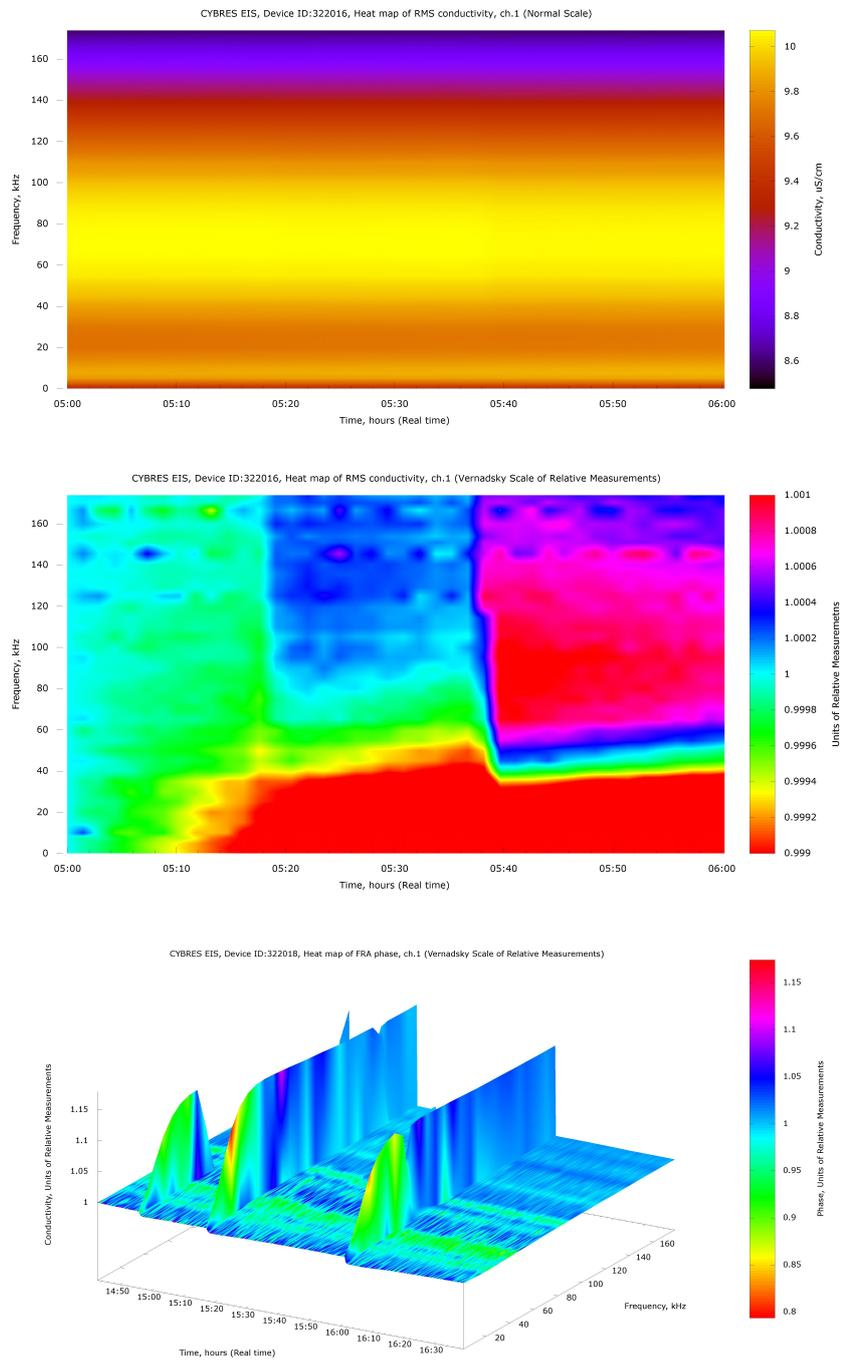 CYBRES EIS, Device ID:322016, Heat map of RMS conductivity, ch.1 (Normal Scale)
160
140
120
100
80
60
40
20
0
Frequency, kHz
05:00 05:10 05:20 05:30 05:40 05:50 06:00
Time, hours (Real time)
10
9.8
9.6
9.4
9.2
9
8.8
8.6
Conductivity, uS/cm
CYBRES EIS, Device ID:322016, Heat map of RMS conductivity, ch.1 (Vernadsky Scale of Relative Measurements)
160
140
120
100
80
60
40
20
0
Frequency, kHz
05:00 05:10 05:20 05:30 05:40 05:50 06:00
Time, hours (Real time)
1.001
1.0008
1.0006
1.0004
1.0002
1
0.9998
0.9996
0.9994
0.9992
0.999
Units of Relative Measuremetns
CYBRES EIS, Device ID:322018, Heat map of FRA phase, ch.1 (Vernadsky Scale of Relative Measurements)
1.15
1.1
1.05
1
Conductivity, Units of Relative Measurements
14:50 15:00 15:10 15:20 15:30 15:40 15:50 16:00 16:10 16:20 16:30
Time, hours (Real time)
20 40 60 80 100 120 140 160
Frequency, kHz
1.15
1.1
1.05
1
0.95
0.9
0.85
0.8
Phase, Units of Relative Measurements